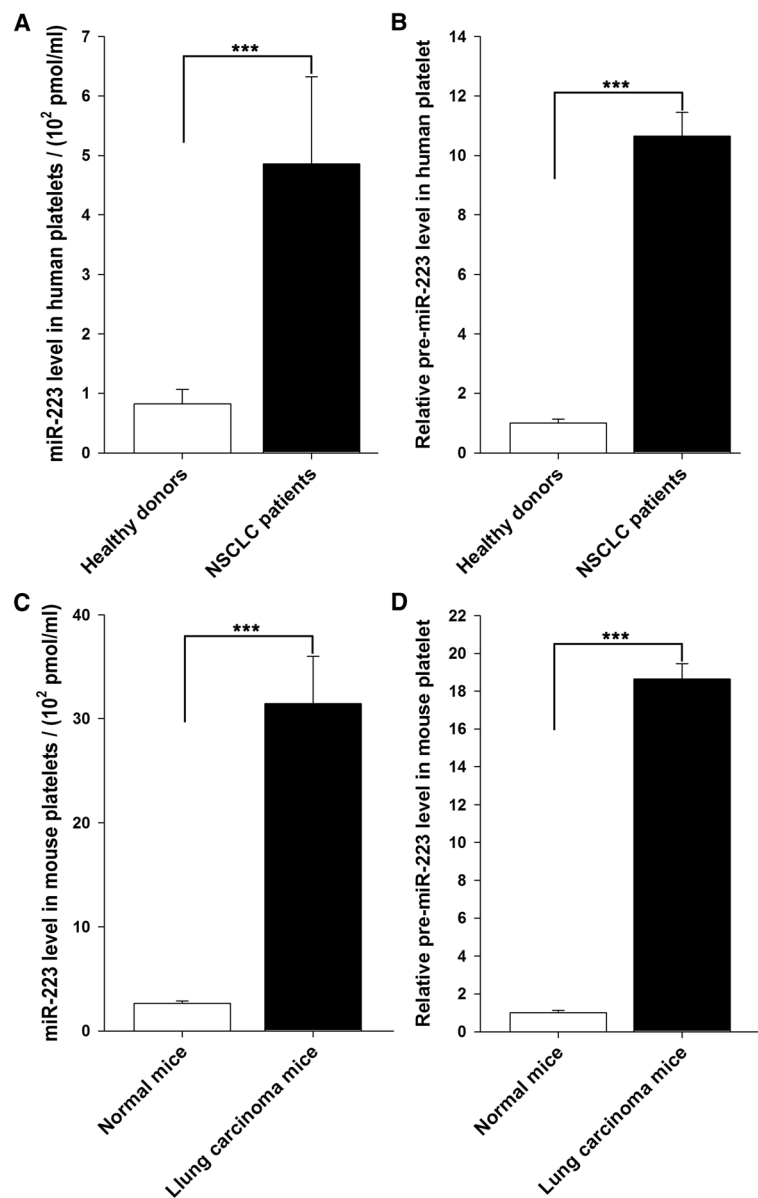 A
miR-223 level in human platelets / (10² pmol/ml)
7
6
5
4
3
2
1
0
***
Healthy donors
NSCLC patients
B
Relative pre-miR-223 level in human platelet
14
12
10
8
6
4
2
0
***
Healthy donors
NSCLC patients
C
miR-223 level in mouse platelets / (10² pmol/ml)
40
30
20
10
0
***
Normal mice
Llung carcinoma mice
D
Relative pre-miR-223 level in mouse platelet
22
20
18
16
14
12
10
8
6
4
2
0
***
Normal mice
Lung carcinoma mice